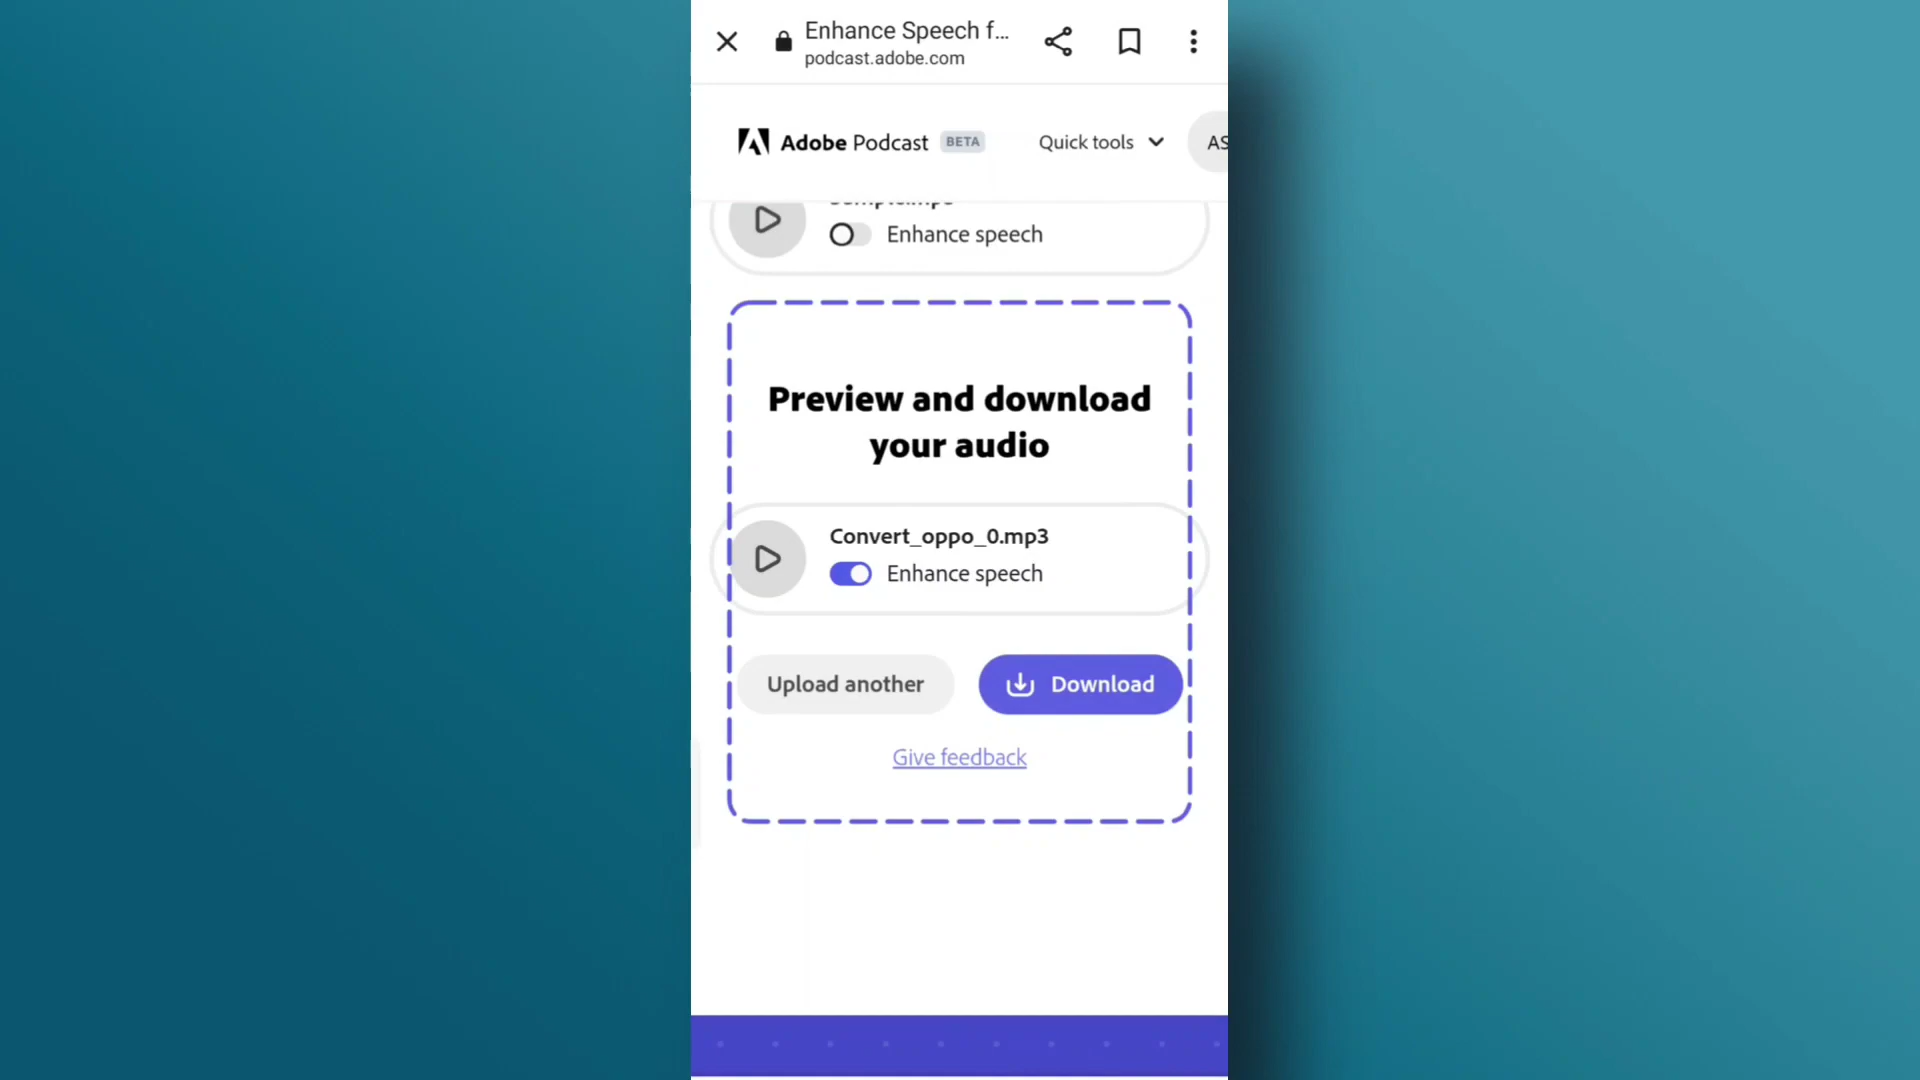 Enhance Speech f...
podcast.adobe.com
Adobe Podcast BETA
Quick tools
AS
Enhance speech
Preview and download
your audio
Convert_oppo_0.mp3
Enhance speech
Upload another
Download
Give feedback